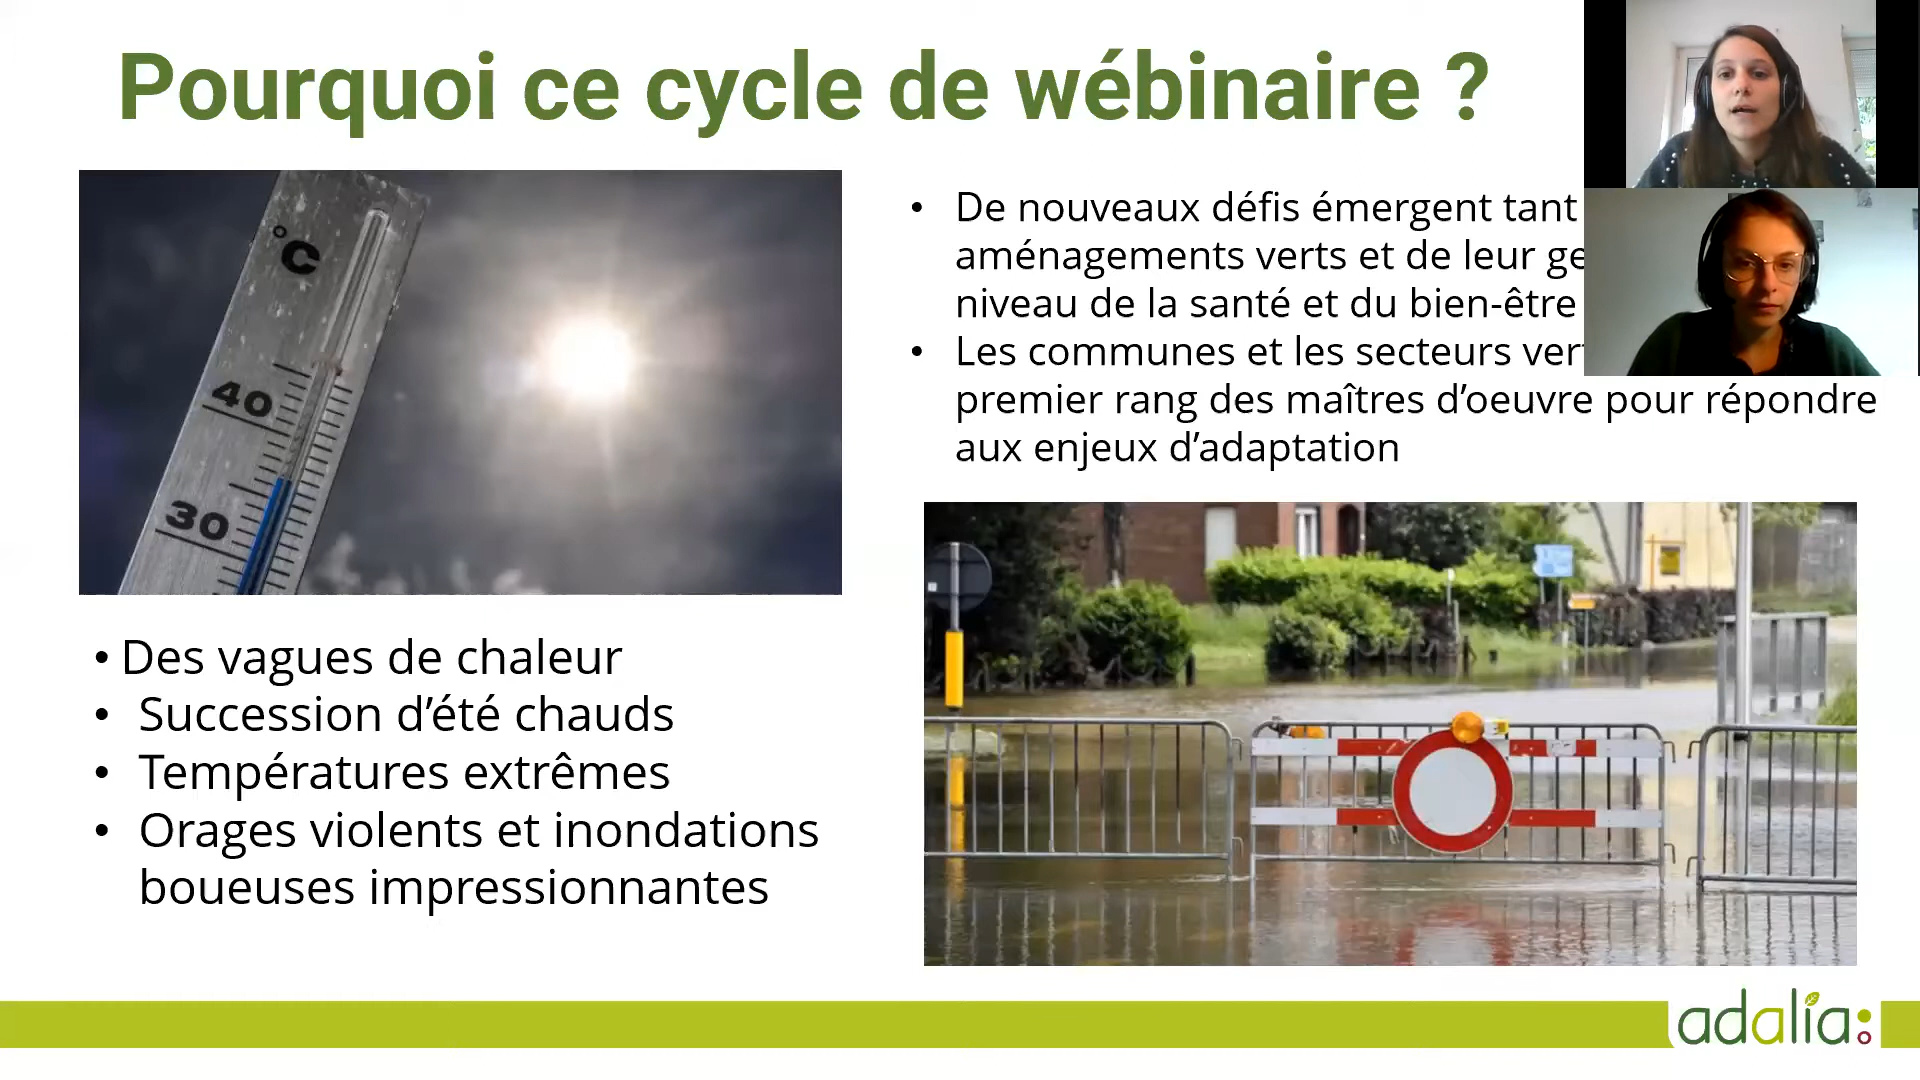 Pourquoi ce cycle de wébinaire ?
°C
40
30
• Des vagues de chaleur
• Succession d’été chauds
• Températures extrêmes
• Orages violents et inondations
boueuses impressionnantes
• De nouveaux défis émergent tant
aménagements verts et de leur
niveau de la santé et du bien-être
• Les communes et les secteurs
premier rang des maîtres d’oeuvre pour répondre
aux enjeux d’adaptation
adalia